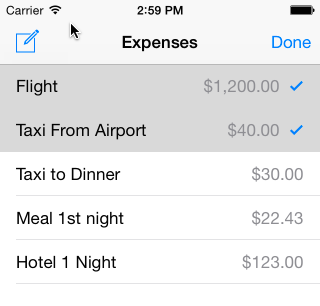 Carrier 2:59 PM
Expenses Done
Flight $1,200.00
Taxi From Airport $40.00
Taxi to Dinner $30.00
Meal 1st night $22.43
Hotel 1 Night $123.00